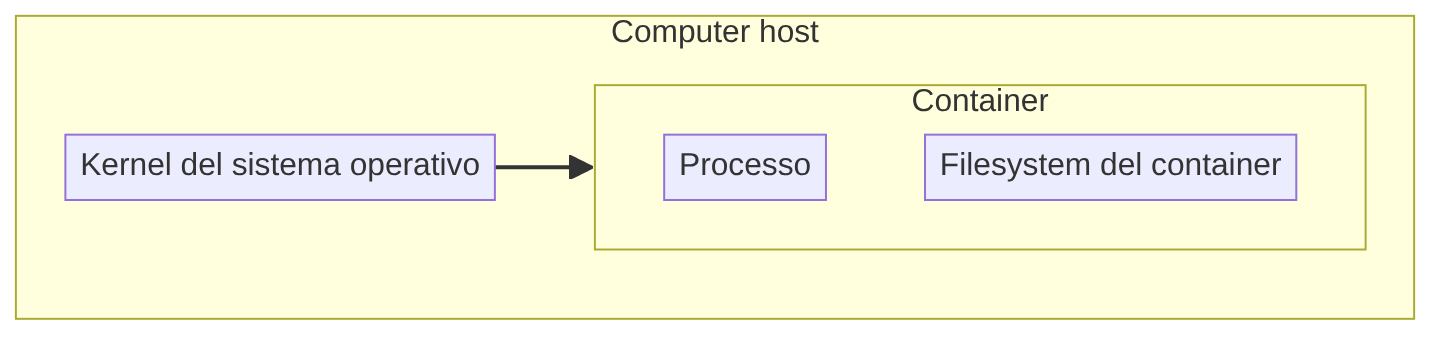 Computer host
Container
Kernel del sistema operativo
Processo
Filesystem del container